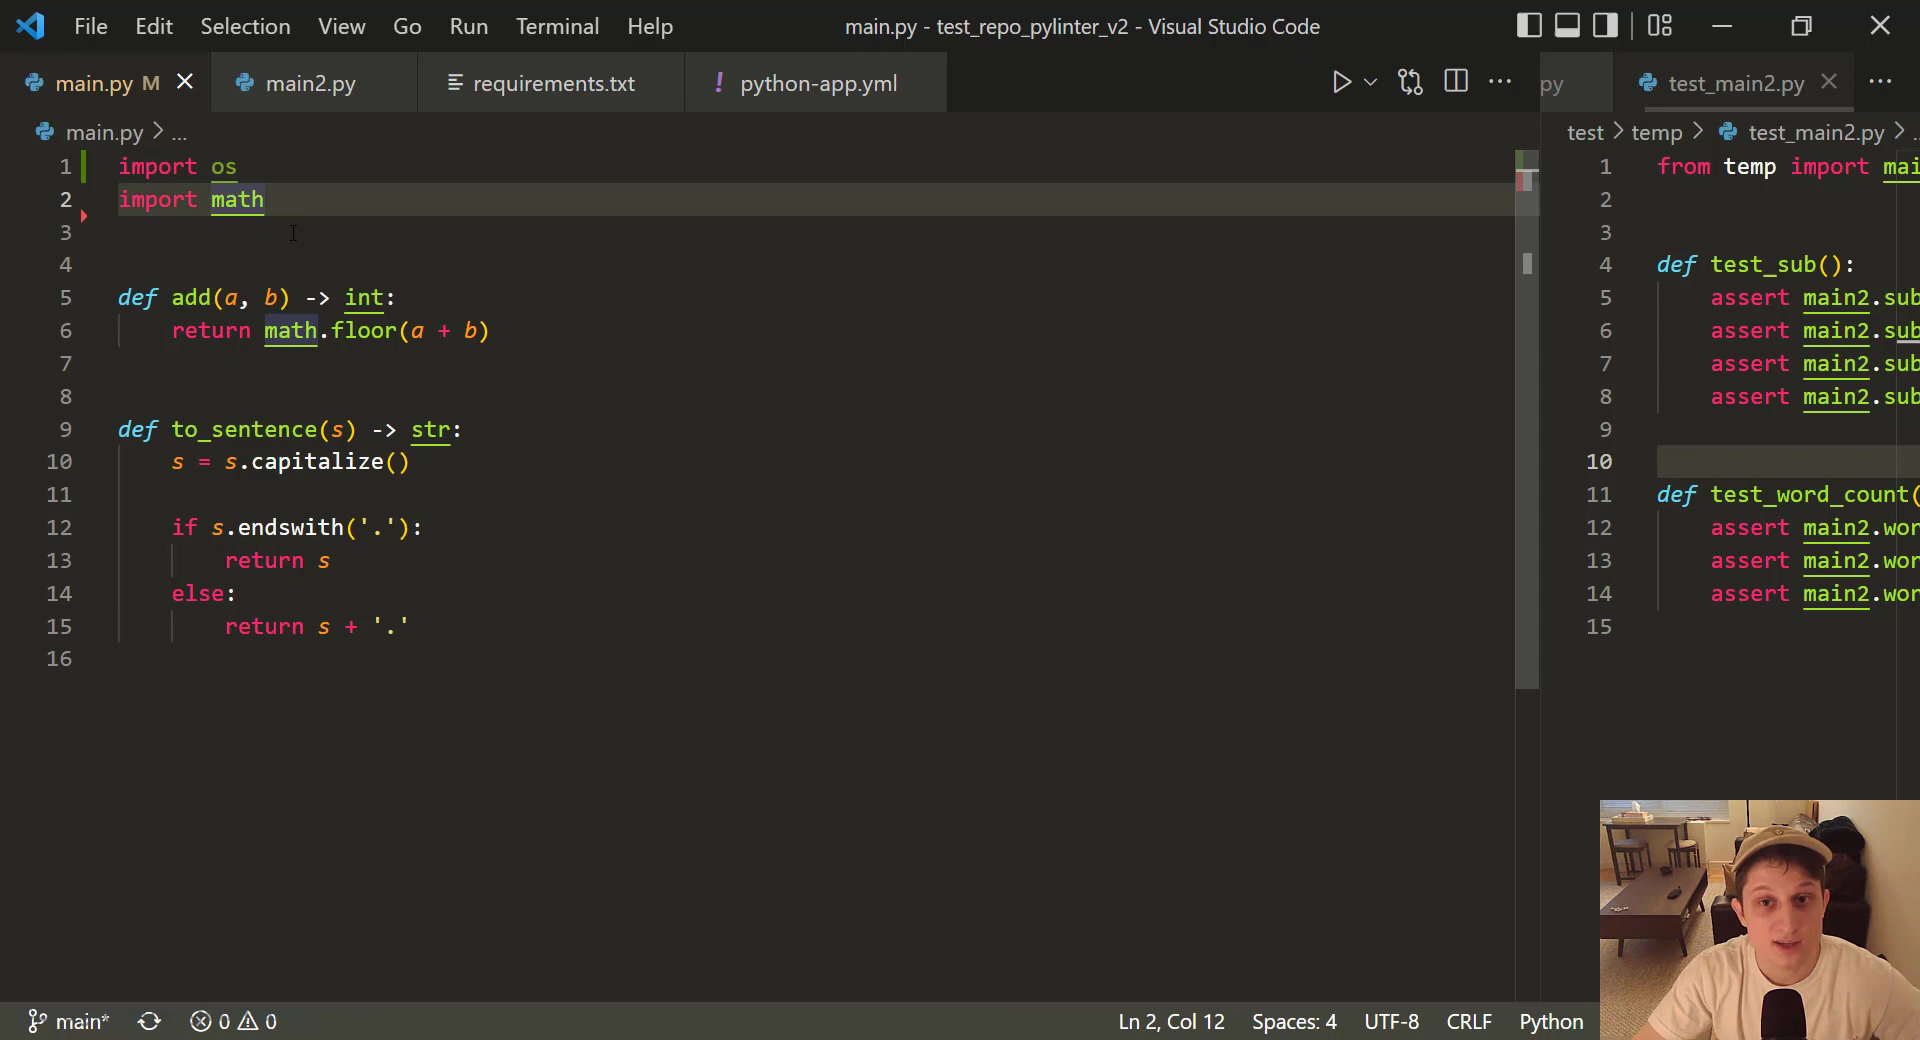 File Edit Selection View Go Run Terminal Help main.py - test_repo_pylinter_v2 - Visual Studio Code
main.py M main2.py requirements.txt ! python-app.yml py test_main2.py
main.py > ...
1 import os
2 import math
3
4
5 def add(a, b) -> int:
6 return math.floor(a + b)
7
8
9 def to_sentence(s) -> str:
10 s = s.capitalize()
11
12 if s.endswith('.'):
13 return s
14 else:
15 return s + '.'
16
test > temp > test_main2.py > ..
1 from temp import mai
2
3
4 def test_sub():
5 assert main2.sub
6 assert main2.sub
7 assert main2.sub
8 assert main2.sub
9
10
11 def test_word_count(
12 assert main2.wor
13 assert main2.wor
14 assert main2.wor
15
main* 0 0 Ln 2, Col 12 Spaces: 4 UTF-8 CRLF Python